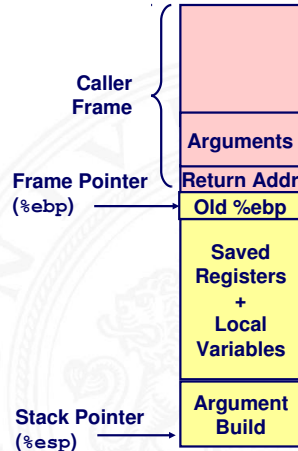 Caller
Frame
Arguments
Return Addr
Frame Pointer
(%ebp)
Old %ebp
Saved
Registers
+
Local
Variables
Argument
Build
Stack Pointer
(%esp)